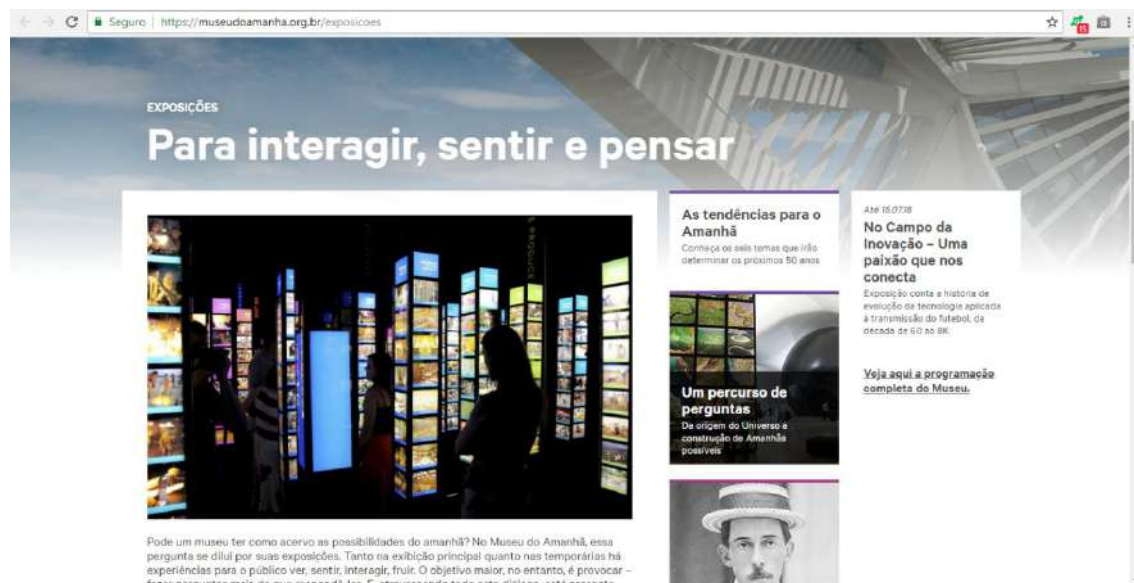 Seguro | https://museudoamanha.org.br/exposicoes
15
EXPOSIÇÕES
Para interagir, sentir e pensar
Pode um museu ter como acervo as possibilidades do amanhã? No Museu do Amanhã, essa
pergunta se dilui por suas exposições. Tanto na exibição principal quanto nas temporárias há
experiências para o público ver, sentir, interagir, fruir. O objetivo maior, no entanto, é provocar –
As tendências para o
Amanhã
Conheça os seis temas que irão
determinar os próximos 50 anos
Um percurso de
perguntas
Da origem do Universo à
construção de Amanhãs
possíveis
Até 15.07.18
No Campo da
Inovação – Uma
paixão que nos
conecta
Exposição conta a história de
evolução da tecnologia aplicada
à transmissão do futebol, da
década de 60 ao 8K
Veja aqui a programação
completa do Museu.